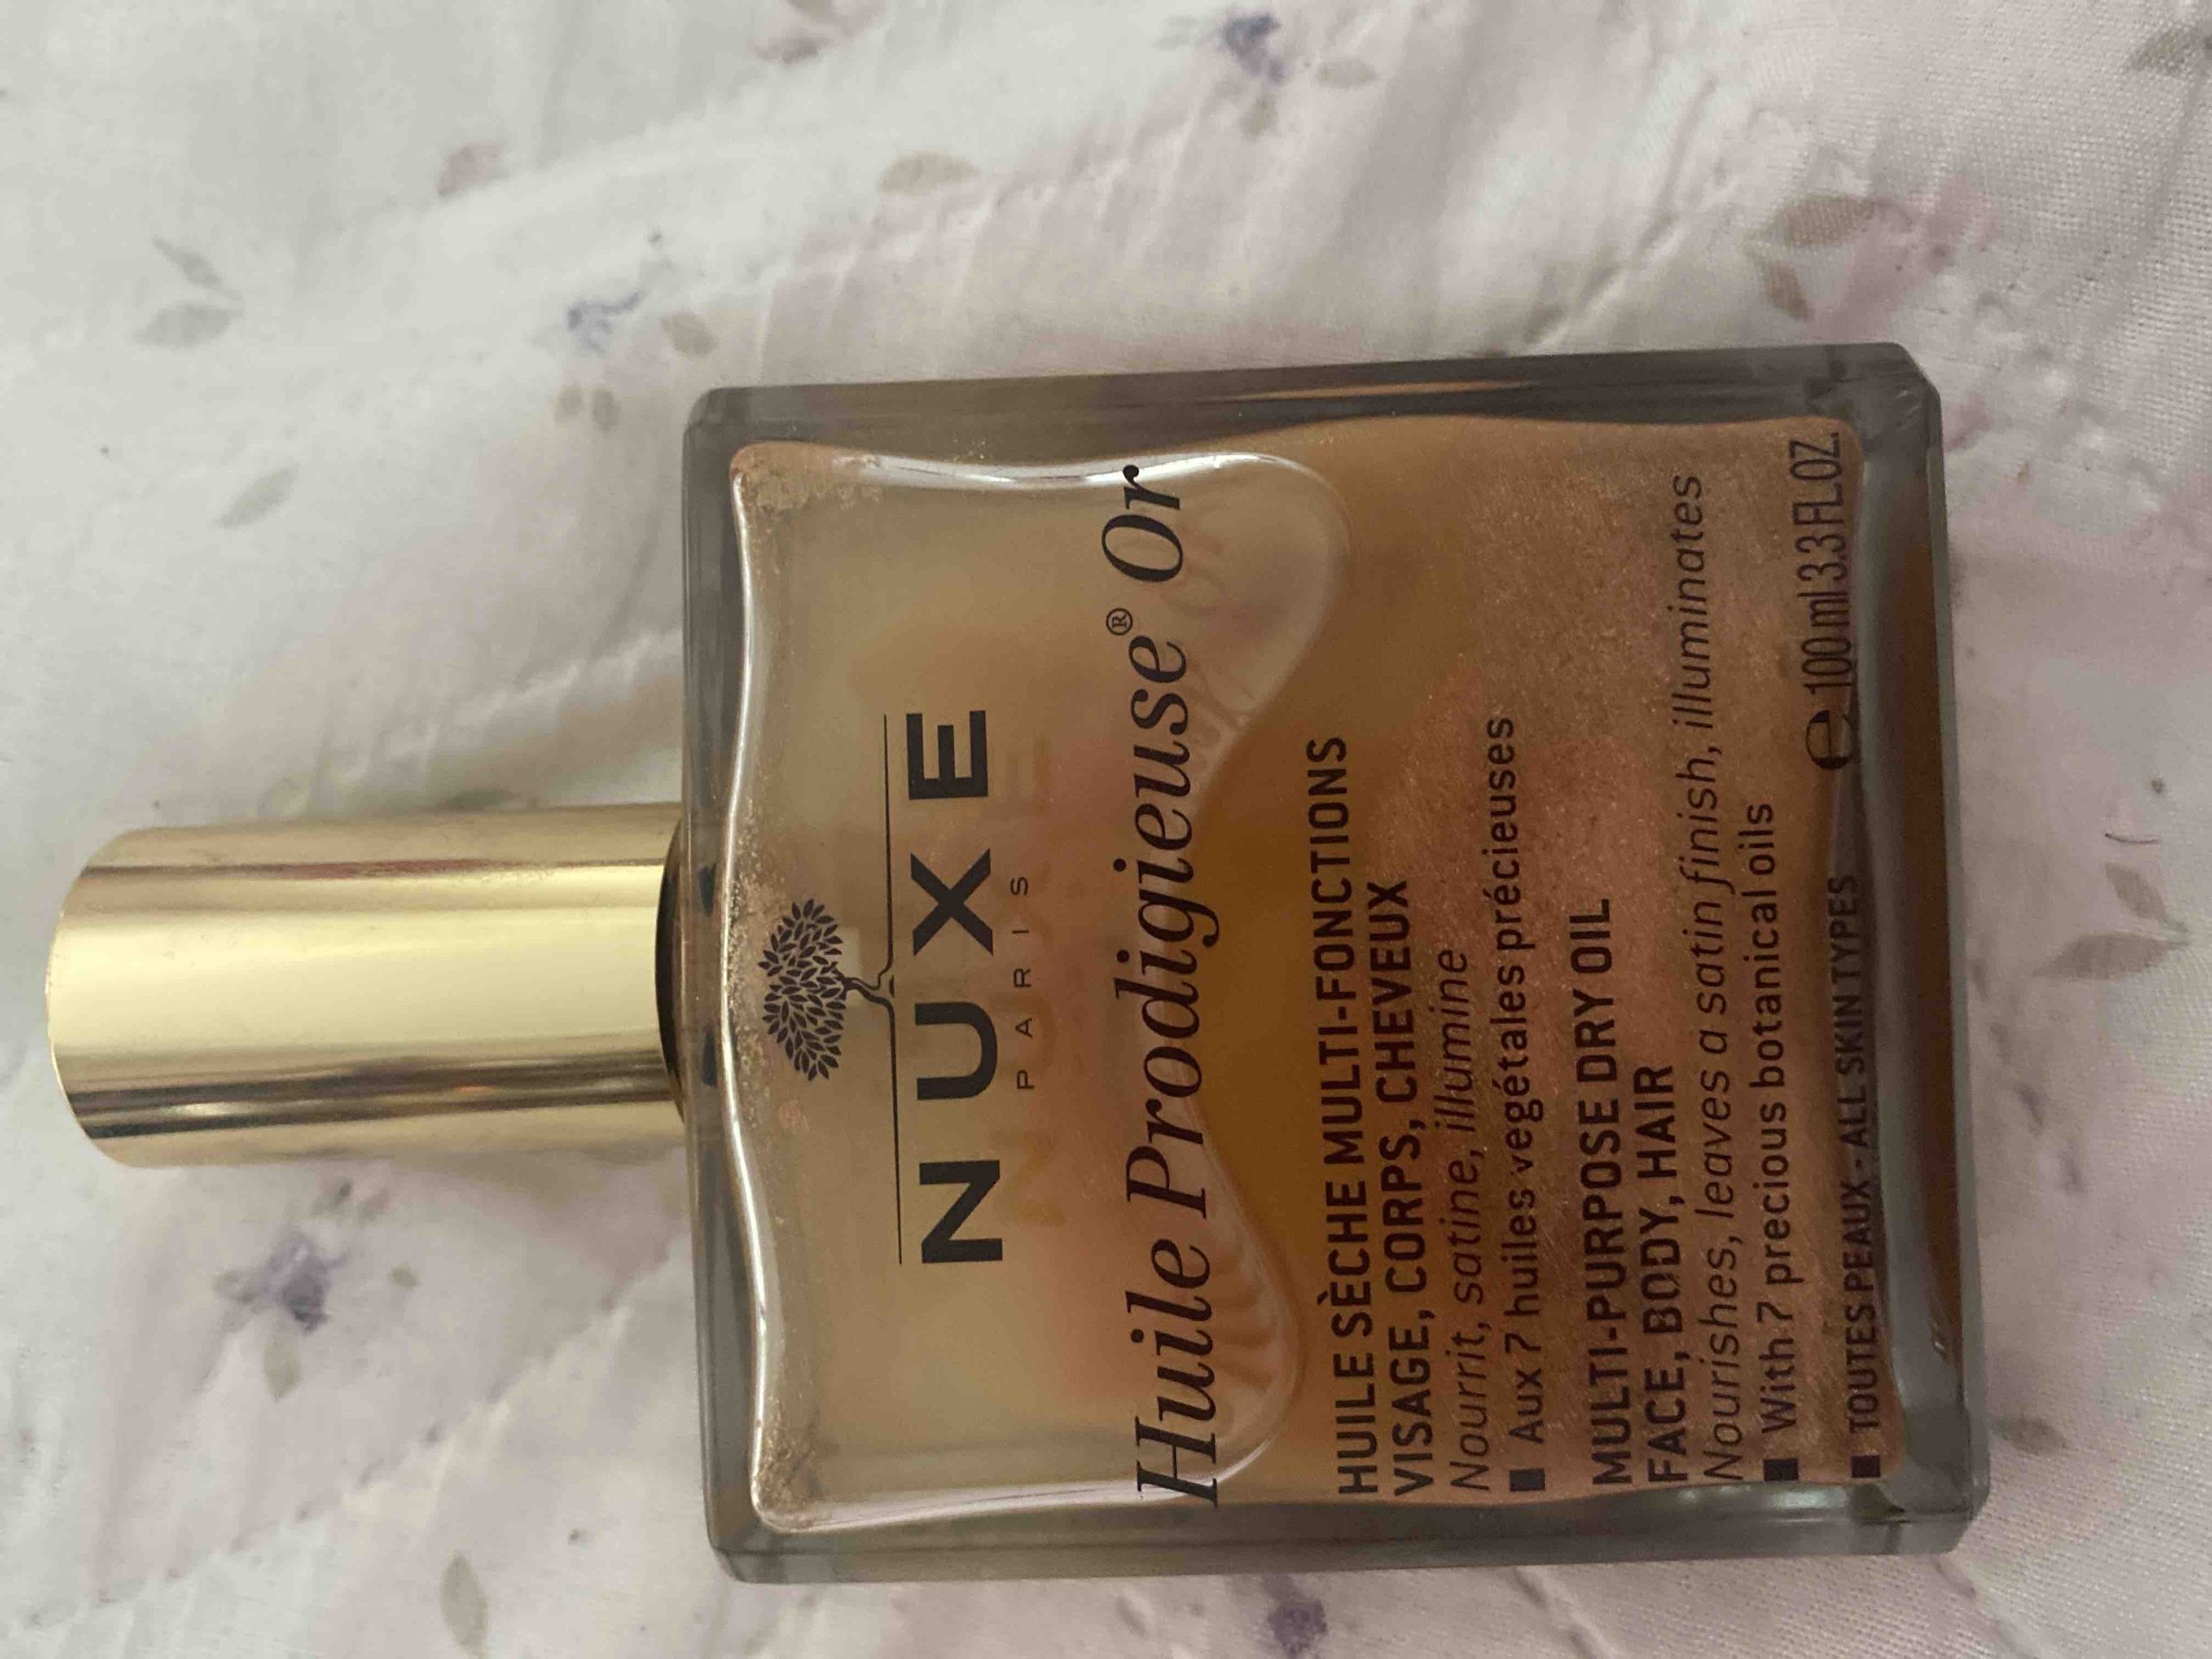 NUXE
PARIS
Huile Prodigieuse® Or
HUILE SÈCHE MULTI-FONCTIONS
VISAGE, CORPS, CHEVEUX
Nourrit, satine, illumine
■ Aux 7 huiles végétales précieuses
MULTI-PURPOSE DRY OIL
FACE, BODY, HAIR
Nourishes, leaves a satin finish, illuminates
■ With 7 precious botanical oils
■ TOUTES PEAUX - ALL SKIN TYPES
℮ 100 ml 3.3 FL.OZ.